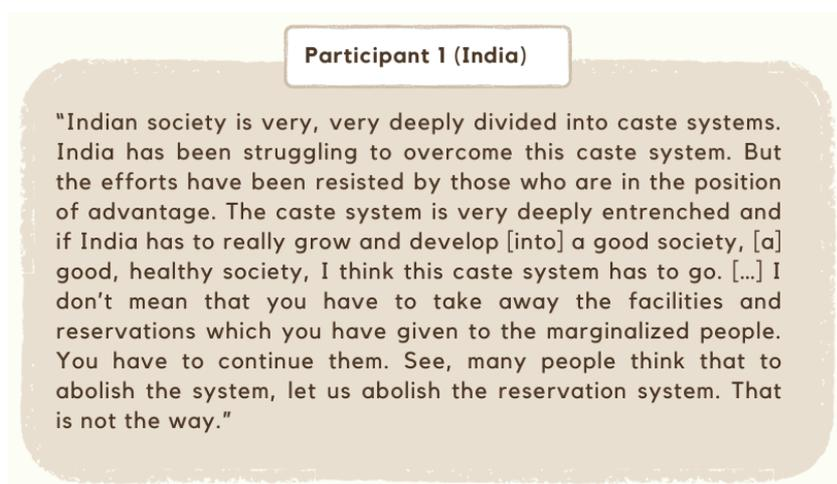 Participant 1 (India)
“Indian society is very, very deeply divided into caste systems.
India has been struggling to overcome this caste system. But
the efforts have been resisted by those who are in the position
of advantage. The caste system is very deeply entrenched and
if India has to really grow and develop [into] a good society, [a]
good, healthy society, I think this caste system has to go. [...] I
don’t mean that you have to take away the facilities and
reservations which you have given to the marginalized people.
You have to continue them. See, many people think that to
abolish the system, let us abolish the reservation system. That
is not the way.”